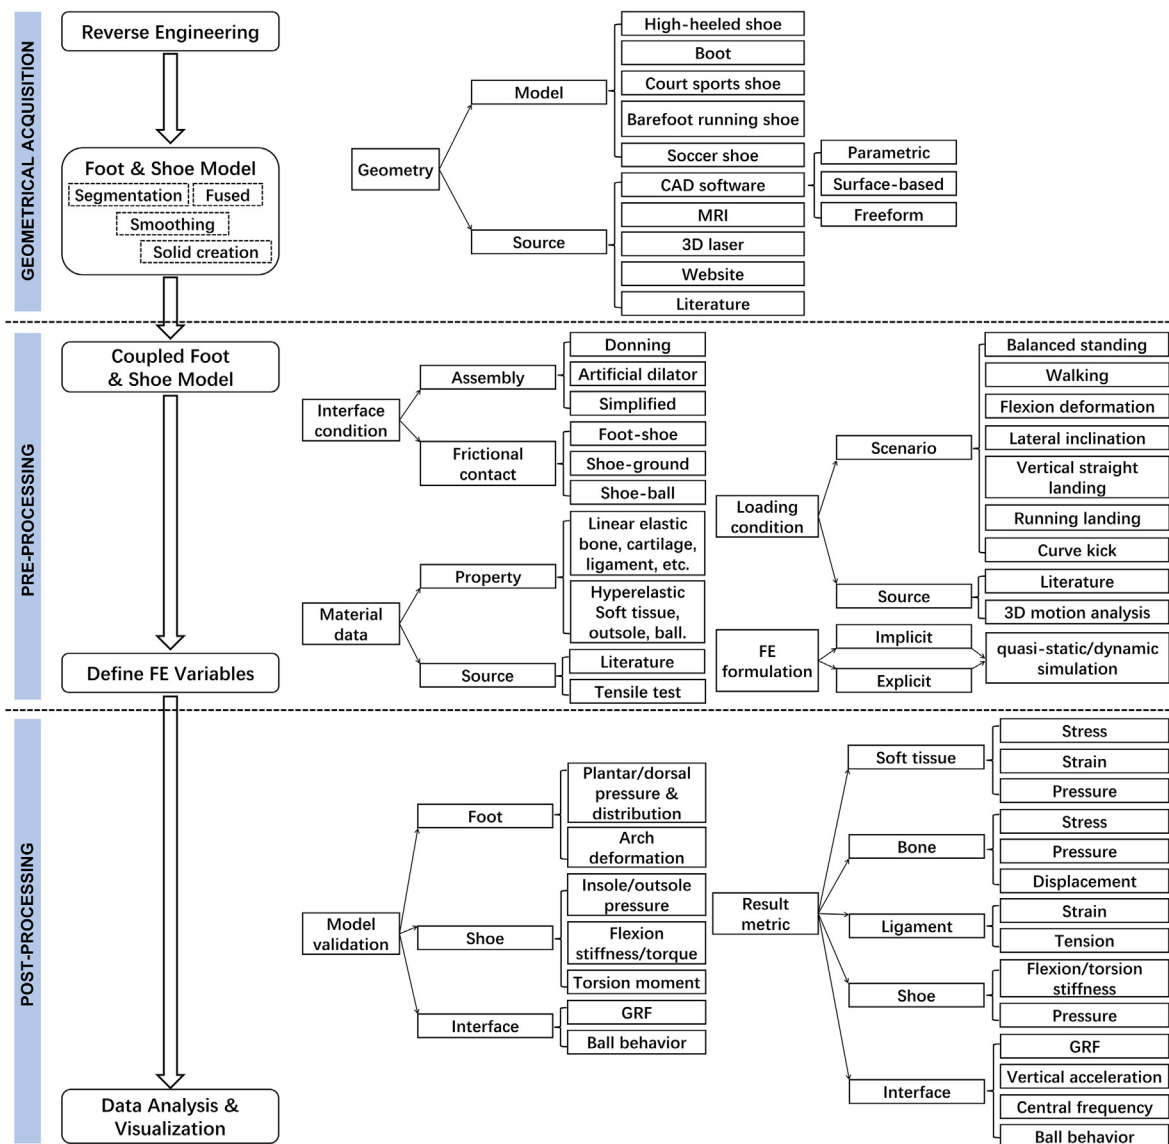 GEOMETRICAL ACQUISITION
Reverse Engineering
Foot & Shoe Model
Segmentation
Fused
Smoothing
Solid creation
Geometry
Model
High-heeled shoe
Boot
Court sports shoe
Barefoot running shoe
Soccer shoe
Source
CAD software
MRI
3D laser
Website
Literature
Parametric
Surface-based
Freeform
PRE-PROCESSING
Coupled Foot
& Shoe Model
Define FE Variables
Interface
condition
Assembly
Donning
Artificial dilator
Simplified
Frictional
contact
Foot-shoe
Shoe-ground
Shoe-ball
Material
data
Property
Linear elastic
bone, cartilage,
ligament, etc.
Hyperelastic
Soft tissue,
outsole, ball.
Source
Literature
Tensile test
Loading
condition
Scenario
Balanced standing
Walking
Flexion deformation
Lateral inclination
Vertical straight
landing
Running landing
Curve kick
Source
Literature
3D motion analysis
FE
formulation
Implicit
Explicit
quasi-static/dynamic
simulation
POST-PROCESSING
Data Analysis &
Visualization
Model
validation
Foot
Plantar/dorsal
pressure &
distribution
Arch
deformation
Shoe
Insole/outsole
pressure
Flexion
stiffness/torque
Torsion moment
Interface
GRF
Ball behavior
Result
metric
Soft tissue
Stress
Strain
Pressure
Bone
Stress
Pressure
Displacement
Ligament
Strain
Tension
Shoe
Flexion/torsion
stiffness
Pressure
Interface
GRF
Vertical acceleration
Central frequency
Ball behavior